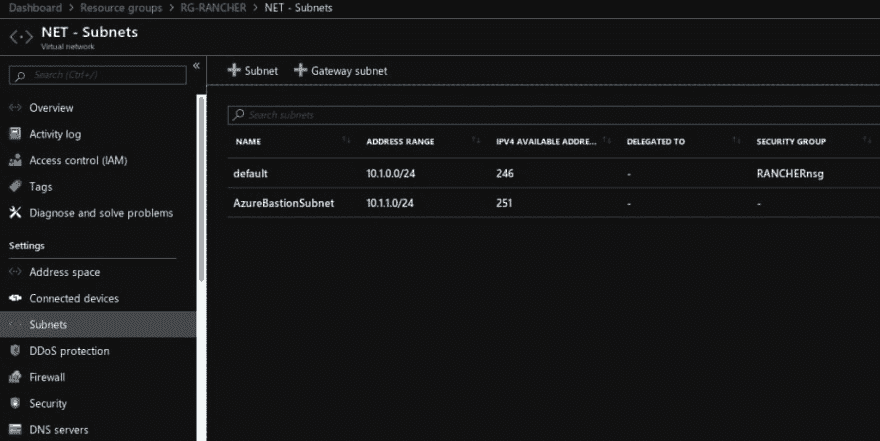 Dashboard > Resource groups > RG-RANCHER > NET - Subnets
NET - Subnets
Virtual network
Search (Ctrl+/)
«
Overview
Activity log
Access control (IAM)
Tags
Diagnose and solve problems
Settings
Address space
Connected devices
Subnets
DDoS protection
Firewall
Security
DNS servers
+ Subnet + Gateway subnet
Search subnets
NAME ADDRESS RANGE IPV4 AVAILABLE ADDRE... DELEGATED TO SECURITY GROUP
default 10.1.0.0/24 246 - RANCHERnsg
AzureBastionSubnet 10.1.1.0/24 251 - -